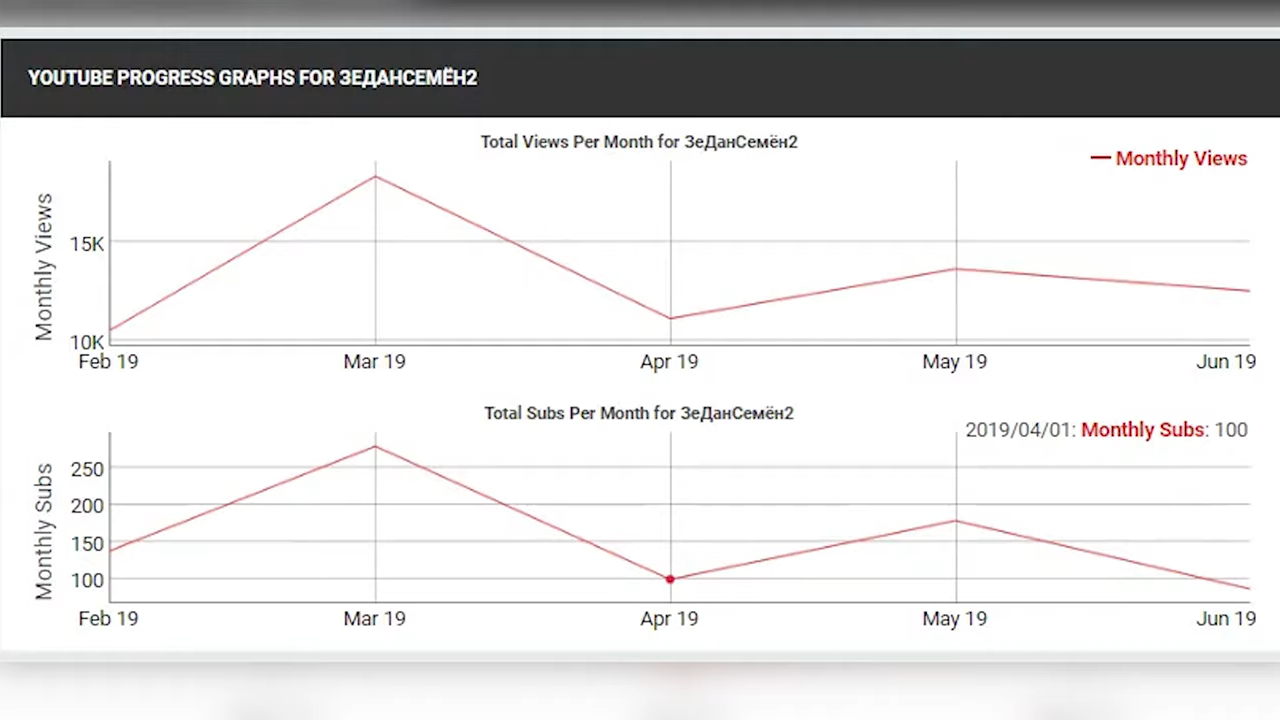 YOUTUBE PROGRESS GRAPHS FOR ЗЕДАНСЕМЁН2
Total Views Per Month for ЗеДанСемён2
Monthly Views
Monthly Views
15K
10K
Feb 19 Mar 19 Apr 19 May 19 Jun 19
Total Subs Per Month for ЗеДанСемён2
2019/04/01: Monthly Subs: 100
Monthly Subs
250
200
150
100
Feb 19 Mar 19 Apr 19 May 19 Jun 19